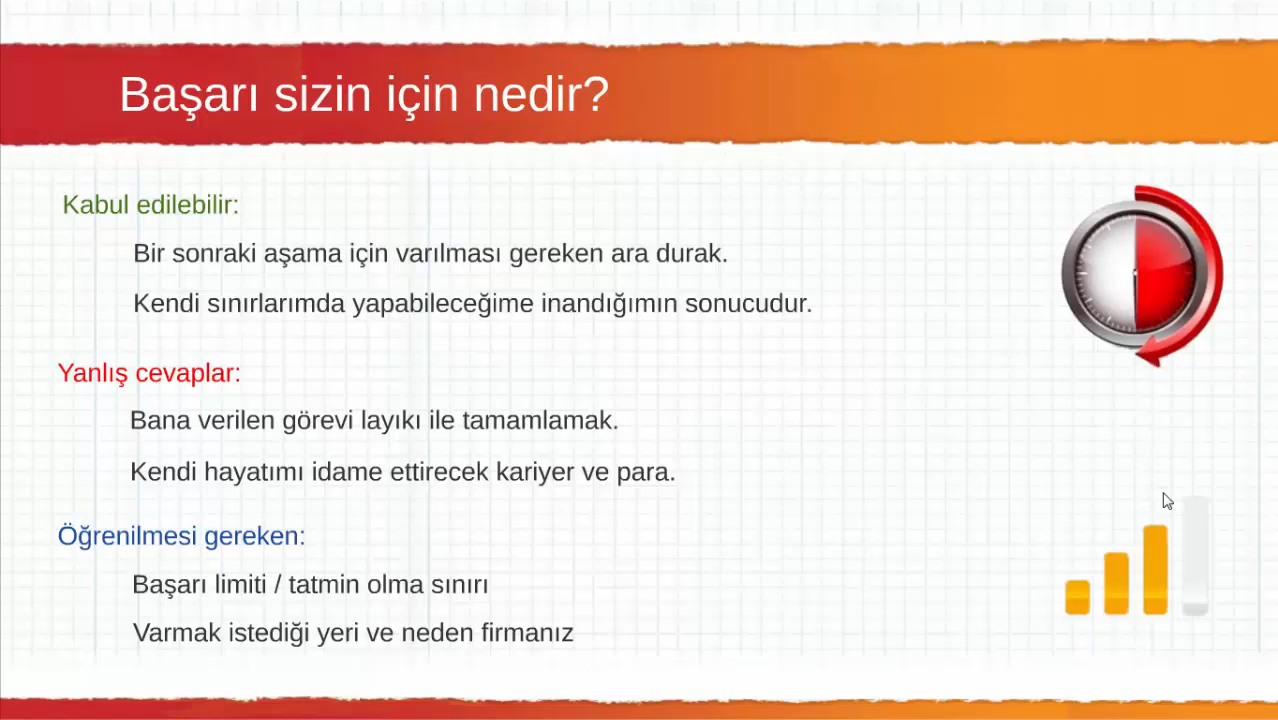 Başarı sizin için nedir?
Kabul edilebilir:
Bir sonraki aşama için varılması gereken ara durak.
Kendi sınırlarımda yapabileceğime inandığımın sonucudur.
Yanlış cevaplar:
Bana verilen görevi layıkı ile tamamlamak.
Kendi hayatımı idame ettirecek kariyer ve para.
Öğrenilmesi gereken:
Başarı limiti / tatmin olma sınırı
Varmak istediği yeri ve neden firmanız